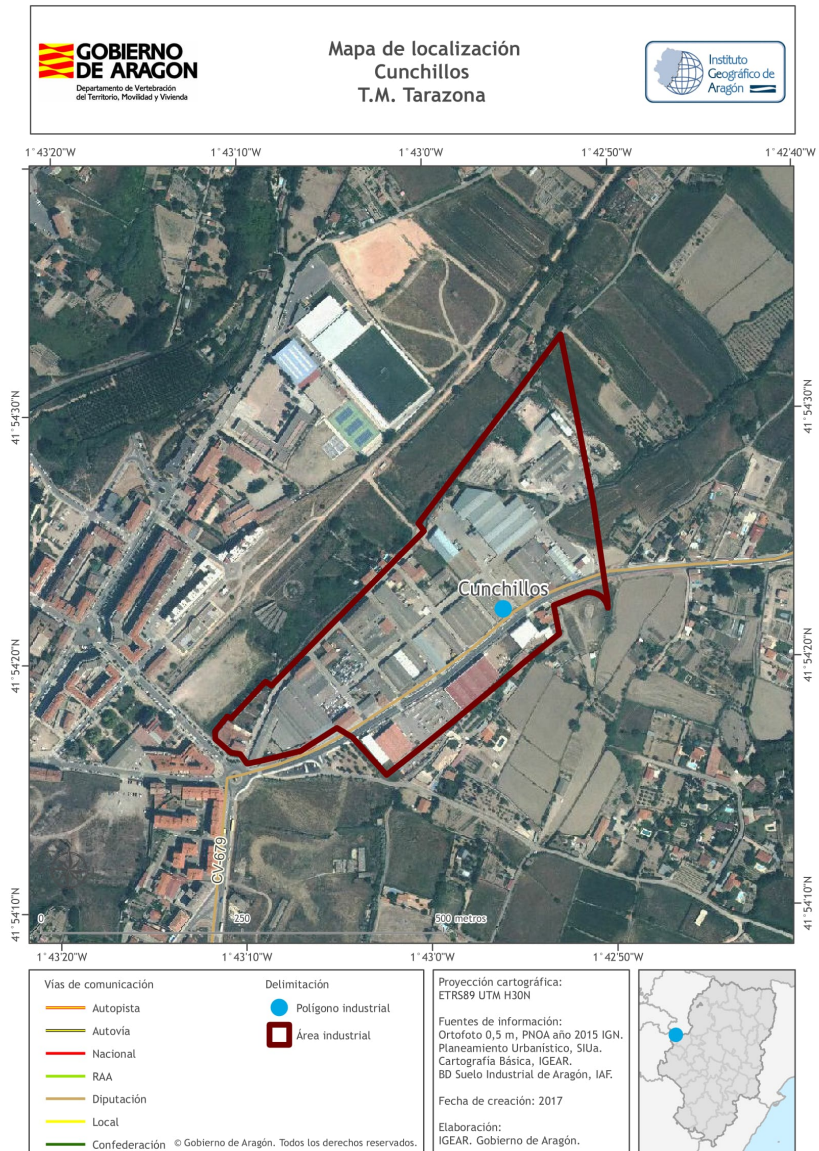 GOBIERNO
DE ARAGON
Departamento de Vertebración
del Territorio, Movilidad y Vivienda
Mapa de localización
Cunchillos
T.M. Tarazona
Instituto
Geográfico de
Aragón
1°43'20"W 1°43'10"W 1°43'0"W 1°42'50"W 1°42'40"W
41°54'30"N 41°54'30"N
Cunchillos
41°54'20"N 41°54'20"N
CV-679
41°54'10"N 41°54'10"N
0 250 500 metros
1°43'20"W 1°43'10"W 1°43'0"W 1°42'50"W
Vías de comunicación
Autopista
Autovía
Nacional
RAA
Diputación
Local
Confederación
Delimitación
Polígono industrial
Área industrial
© Gobierno de Aragón. Todos los derechos reservados.
Proyección cartográfica:
ETRS89 UTM H30N
Fuentes de información:
Ortofoto 0,5 m, PNOA año 2015 IGN.
Planeamiento Urbanístico, SIUa.
Cartografía Básica, IGEAR.
BD Suelo Industrial de Aragón, IAF.
Fecha de creación: 2017
Elaboración:
IGEAR. Gobierno de Aragón.